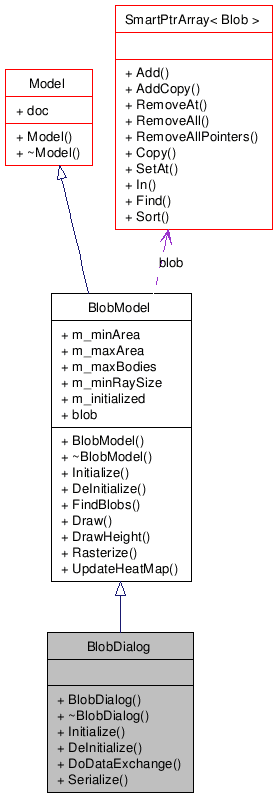 SmartPtrArray< Blob >
+ Add()
+ AddCopy()
+ RemoveAt()
+ RemoveAll()
+ RemoveAllPointers()
+ Copy()
+ SetAt()
+ In()
+ Find()
+ Sort()
Model
+ doc
+ Model()
+ ~Model()
blob
BlobModel
+ m_minArea
+ m_maxArea
+ m_maxBodies
+ m_minRaySize
+ m_initialized
+ blob
+ BlobModel()
+ ~BlobModel()
+ Initialize()
+ DeInitialize()
+ FindBlobs()
+ Draw()
+ DrawHeight()
+ Rasterize()
+ UpdateHeatMap()
BlobDialog
+ BlobDialog()
+ ~BlobDialog()
+ Initialize()
+ DeInitialize()
+ DoDataExchange()
+ Serialize()